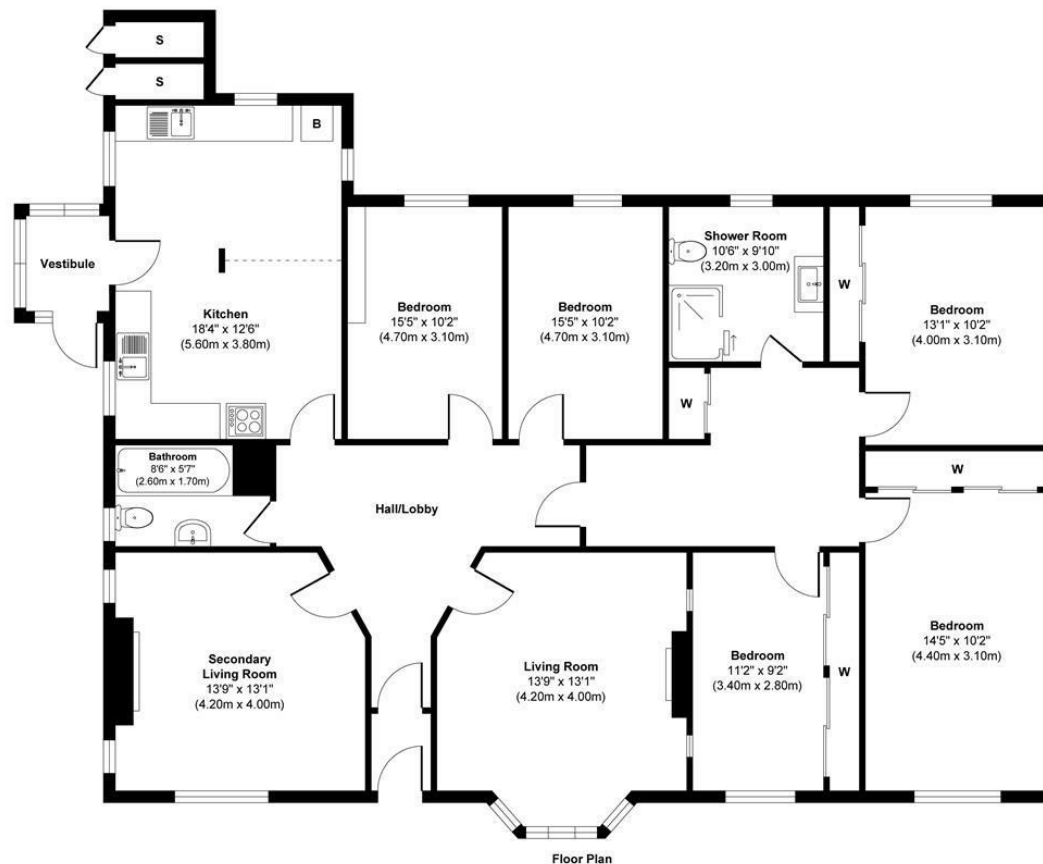 S
S
B
Vestibule
Kitchen
18'4" x 12'6"
(5.60m x 3.80m)
Bedroom
15'5" x 10'2"
(4.70m x 3.10m)
Bedroom
15'5" x 10'2"
(4.70m x 3.10m)
Shower Room
10'6" x 9'10"
(3.20m x 3.00m)
W
Bedroom
13'1" x 10'2"
(4.00m x 3.10m)
W
W
Bathroom
8'6" x 5'7"
(2.60m x 1.70m)
Hall/Lobby
Secondary
Living Room
13'9" x 13'1"
(4.20m x 4.00m)
Living Room
13'9" x 13'1"
(4.20m x 4.00m)
Bedroom
11'2" x 9'2"
(3.40m x 2.80m)
W
Bedroom
14'5" x 10'2"
(4.40m x 3.10m)
Floor Plan